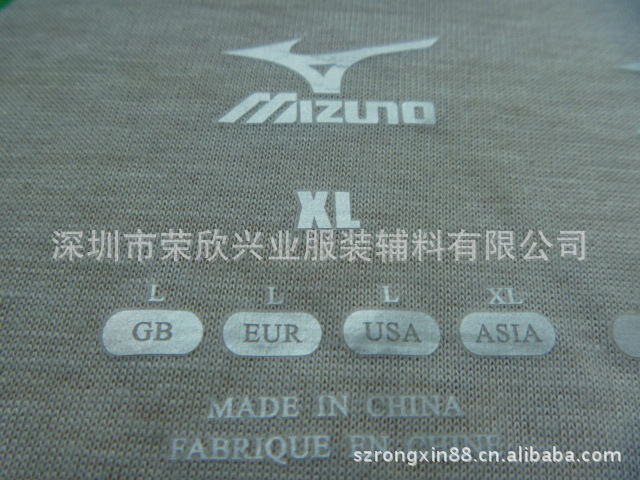 MIZUNO
XL
深圳市荣欣兴业服装辅料有限公司
L L L XL
GB EUR USA ASIA
MADE IN CHINA
FABRIQUE EN CHINE
szrongxin88.cn.alibaba.com